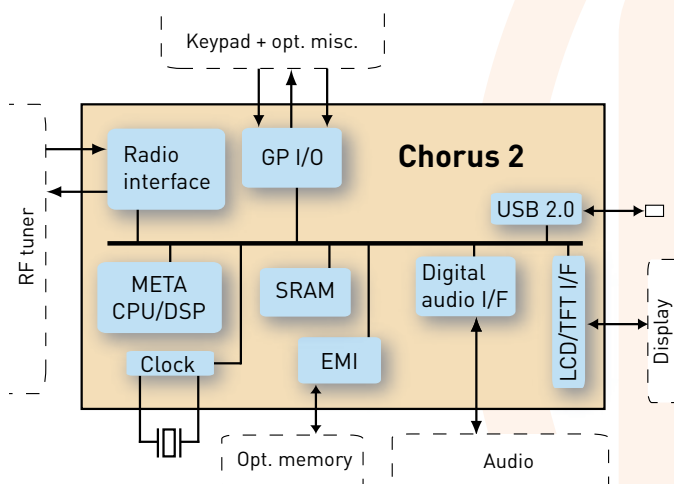 Keypad + opt. misc.
Radio
interface
GP I/O
Chorus 2
USB 2.0
RF tuner
META
CPU/DSP
SRAM
Digital
audio I/F
LCD/TFT I/F
Display
Clock
EMI
Opt. memory
Audio